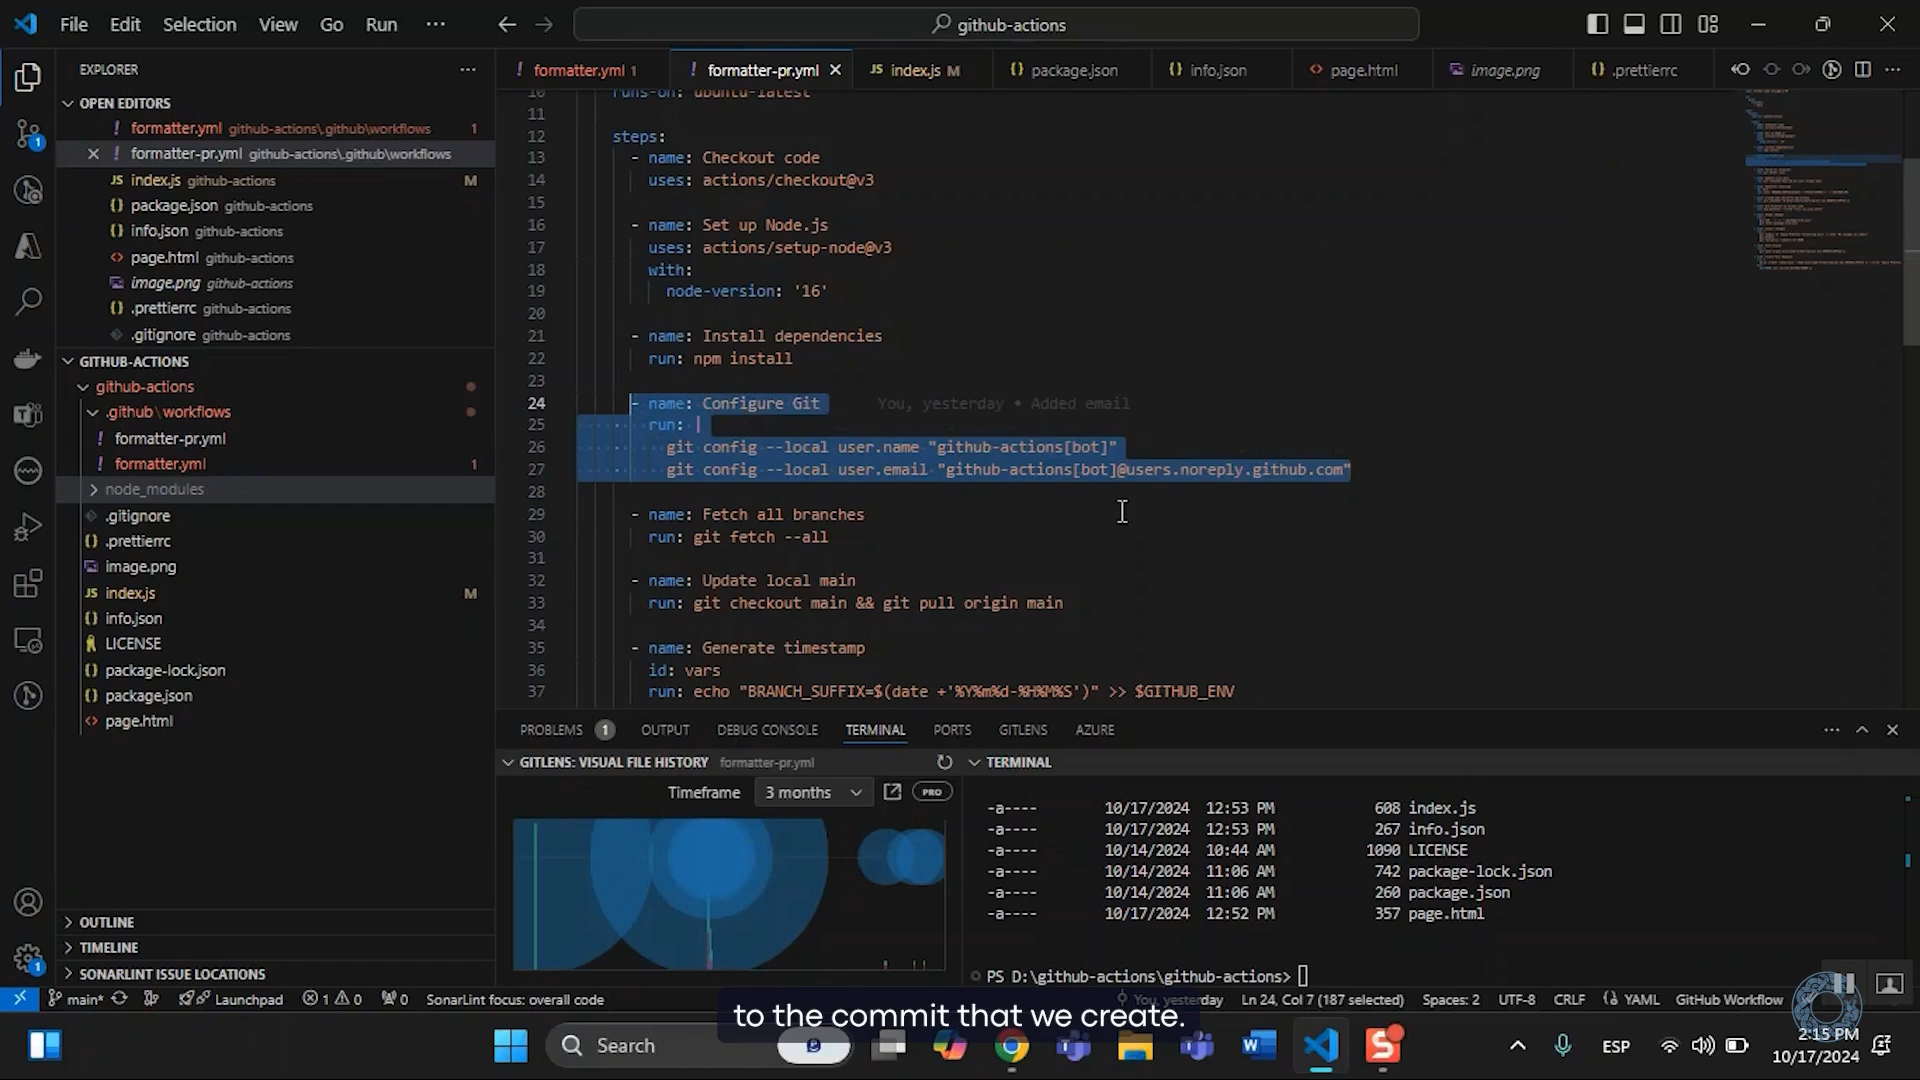 File Edit Selection View Go Run ··· github-actions
EXPLORER
OPEN EDITORS
! formatter.yml github-actions\.github\workflows 1
! formatter-pr.yml github-actions\.github\workflows
JS index.js github-actions M
{} package.json github-actions
{} info.json github-actions
<> page.html github-actions
image.png github-actions
{} .prettierrc github-actions
.gitignore github-actions
GITHUB-ACTIONS
github-actions
.github\workflows
formatter-pr.yml
formatter.yml 1
node_modules
.gitignore
{} .prettierrc
image.png
JS index.js M
{} info.json
LICENSE
{} package-lock.json
{} package.json
<> page.html
OUTLINE
TIMELINE
SONARLINT ISSUE LOCATIONS
! formatter.yml 1 ! formatter-pr.yml JS index.js M {} package.json {} info.json <> page.html image.png {} .prettierrc
10 runs-on: ubuntu-latest
11
12 steps:
13 - name: Checkout code
14 uses: actions/checkout@v3
15
16 - name: Set up Node.js
17 uses: actions/setup-node@v3
18 with:
19 node-version: '16'
20
21 - name: Install dependencies
22 run: npm install
23
24 - name: Configure Git You, yesterday • Added email
25 run: |
26 git config --local user.name "github-actions[bot]"
27 git config --local user.email "github-actions[bot]@users.noreply.github.com"
28
29 - name: Fetch all branches
30 run: git fetch --all
31
32 - name: Update local main
33 run: git checkout main && git pull origin main
34
35 - name: Generate timestamp
36 id: vars
37 run: echo "BRANCH_SUFFIX=$(date +'%Y%m%d-%H%M%S')" >> $GITHUB_ENV
PROBLEMS 1 OUTPUT DEBUG CONSOLE TERMINAL PORTS GITLENS AZURE
GITLENS: VISUAL FILE HISTORY formatter-pr.yml
Timeframe 3 months PRO
TERMINAL
-a---- 10/17/2024 12:53 PM 608 index.js
-a---- 10/17/2024 12:53 PM 267 info.json
-a---- 10/14/2024 10:44 AM 1090 LICENSE
-a---- 10/14/2024 11:06 AM 742 package-lock.json
-a---- 10/14/2024 11:06 AM 260 package.json
-a---- 10/17/2024 12:52 PM 357 page.html
PS D:\github-actions\github-actions>
main* Launchpad 1 0 0 SonarLint focus: overall code You, yesterday Ln 24, Col 7 (187 selected) Spaces: 2 UTF-8 CRLF {} YAML GitHub Workflow
to the commit that we create.
Search ESP 2:15 PM
10/17/2024